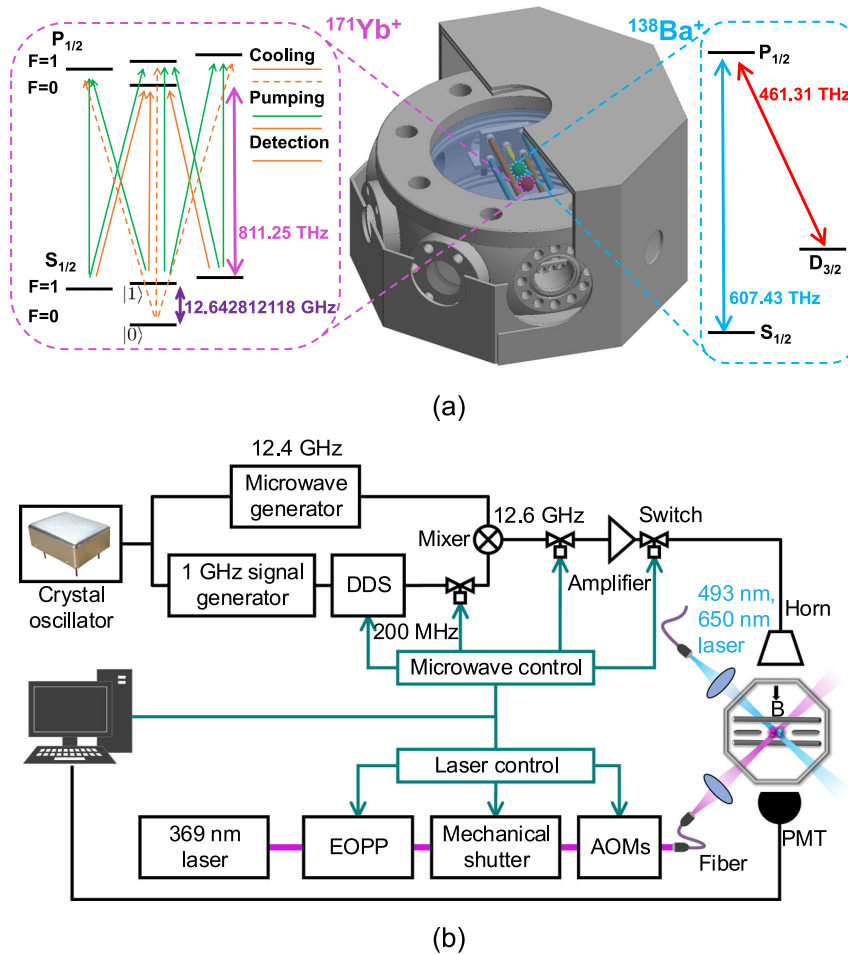 171Yb+
138Ba+
P1/2
F=1
F=0
Cooling
Pumping
Detection
811.25 THz
S1/2
F=1
F=0
|1⟩
|0⟩
12.642812118 GHz
P1/2
461.31 THz
D3/2
607.43 THz
S1/2
(a)
12.4 GHz
Microwave
generator
Crystal
oscillator
1 GHz signal
generator
DDS
200 MHz
Mixer
12.6 GHz
Amplifier
Switch
Horn
493 nm,
650 nm
laser
Microwave control
B
Laser control
369 nm
laser
EOPP
Mechanical
shutter
AOMs
Fiber
PMT
(b)